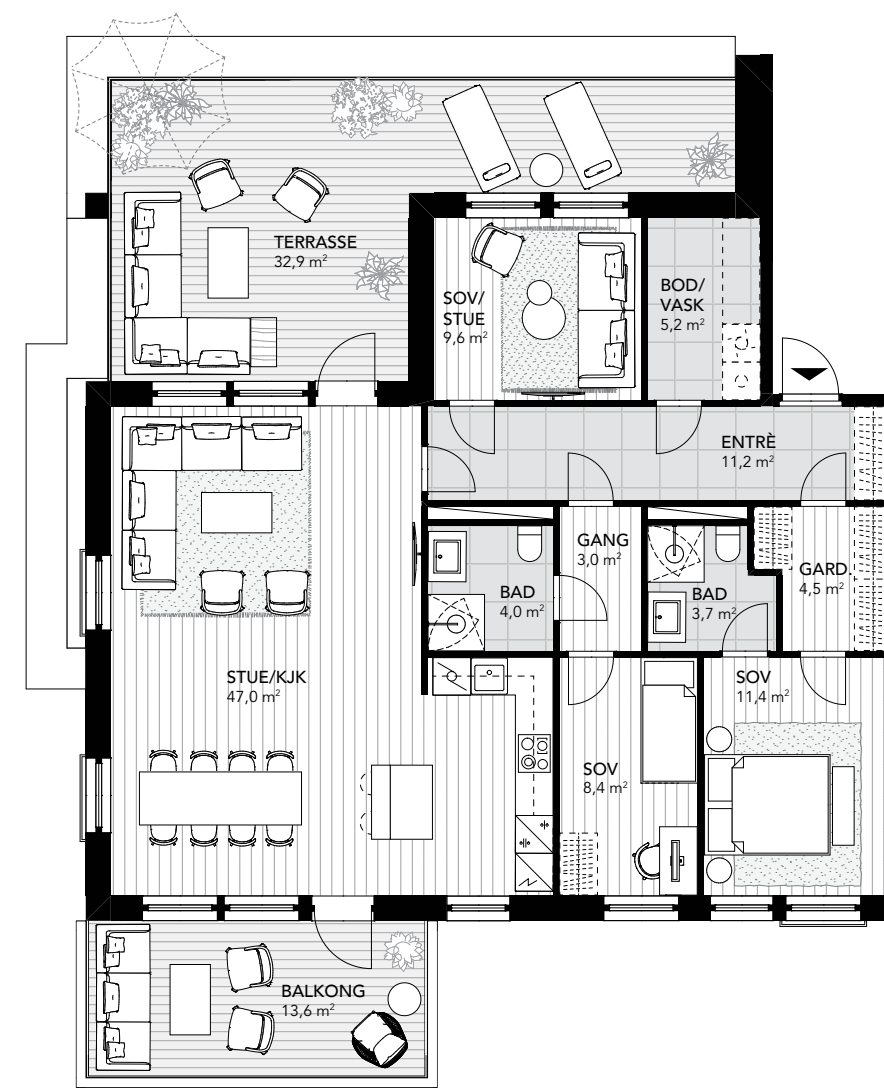 TERRASSE
32,9 m²
SOV/
STUE
9,6 m²
BOD/
VASK
5,2 m²
ENTRÈ
11,2 m²
GANG
3,0 m²
BAD
4,0 m²
BAD
3,7 m²
GARD.
4,5 m²
STUE/KJK
47,0 m²
SOV
11,4 m²
SOV
8,4 m²
BALKONG
13,6 m²